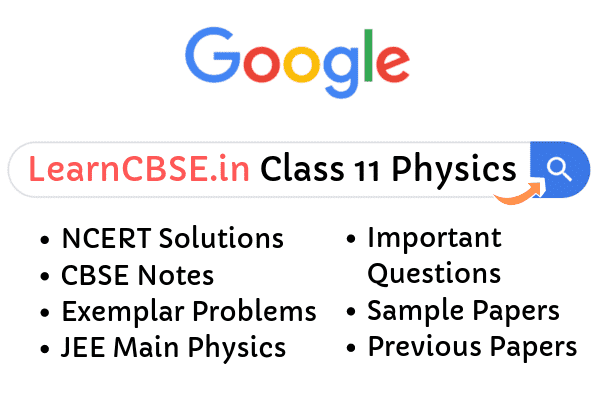 Google
LearnCBSE.in Class 11 Physics
• NCERT Solutions
• CBSE Notes
• Exemplar Problems
• JEE Main Physics
• Important
Questions
• Sample Papers
• Previous Papers